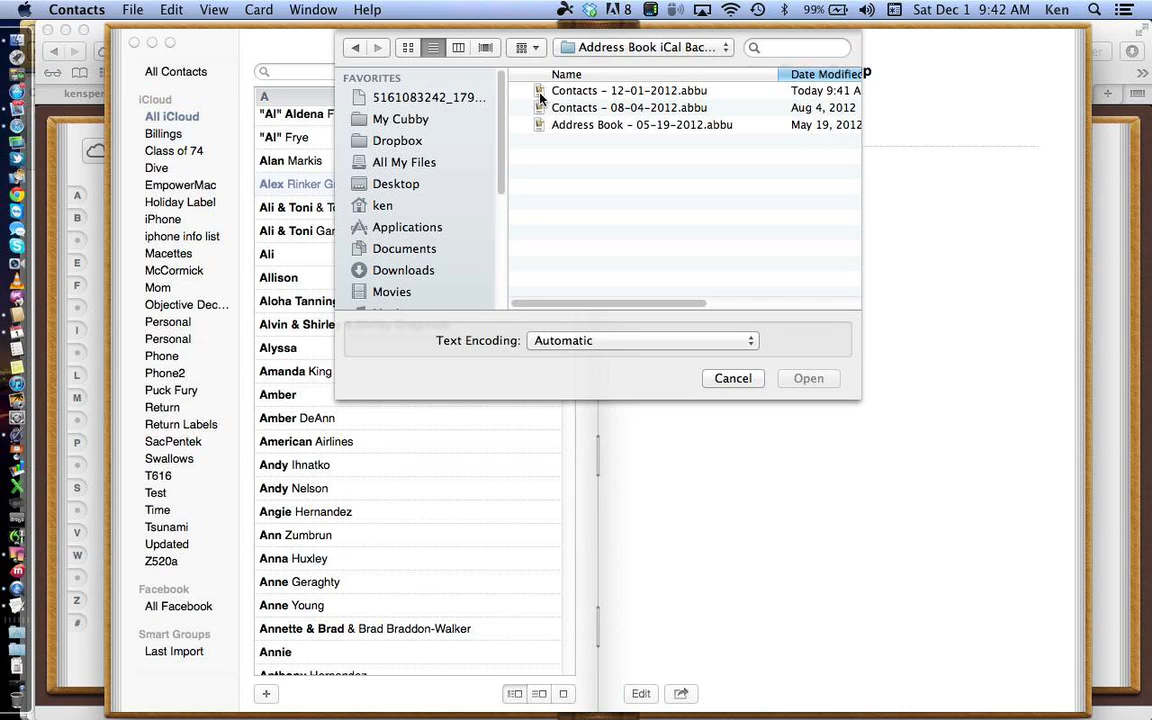 Contacts File Edit View Card Window Help 8 99% Sat Dec 1 9:42 AM Ken
Address Book iCal Bac...
All Contacts
iCloud
All iCloud
Billings
Class of 74
Dive
EmpowerMac
Holiday Label
iPhone
iphone info list
Macettes
McCormick
Mom
Objective Dec...
Personal
Personal
Phone
Phone2
Puck Fury
Return
Return Labels
SacPentek
Swallows
T616
Test
Time
Tsunami
Updated
Z520a
Facebook
All Facebook
Smart Groups
Last Import
A
"Al" Aldena F
"Al" Frye
Alan Markis
Alex Rinker G
Ali & Toni & T
Ali & Toni Gar
Ali
Allison
Aloha Tanning
Alvin & Shirle
Alyssa
Amanda King
Amber
Amber DeAnn
American Airlines
Andy Ihnatko
Andy Nelson
Angie Hernandez
Ann Zumbrun
Anna Huxley
Anne Geraghty
Anne Young
Annette & Brad & Brad Braddon-Walker
Annie
Anthony Hernandez
FAVORITES
5161083242_179...
My Cubby
Dropbox
All My Files
Desktop
ken
Applications
Documents
Downloads
Movies
Name Date Modified
Contacts - 12-01-2012.abbu Today 9:41 A
Contacts - 08-04-2012.abbu Aug 4, 2012
Address Book - 05-19-2012.abbu May 19, 2012
Text Encoding: Automatic
Cancel Open
Edit
kensper
A
B
E
F
I
L
M
P
S
V
W
Z
#
p